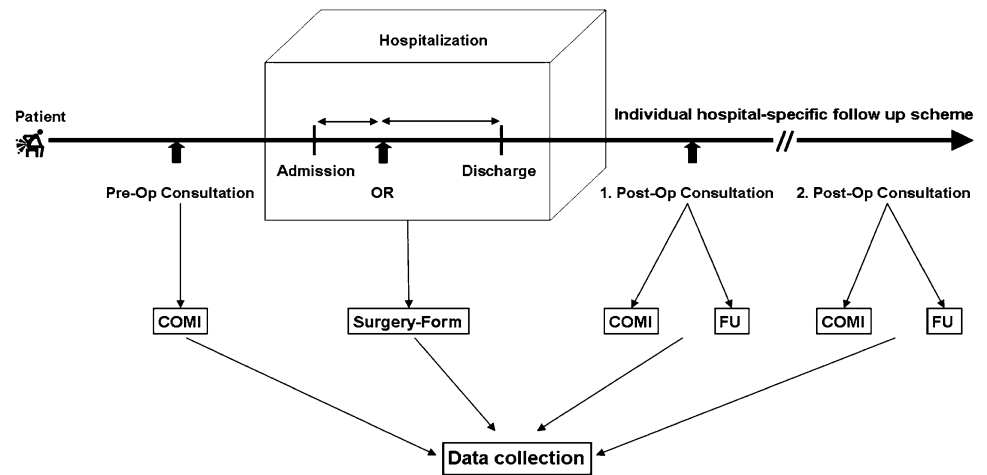 Hospitalization
Patient
Individual hospital-specific follow up scheme
Admission
Discharge
Pre-Op Consultation
OR
1. Post-Op Consultation
2. Post-Op Consultation
COMI
Surgery-Form
COMI
FU
COMI
FU
Data collection